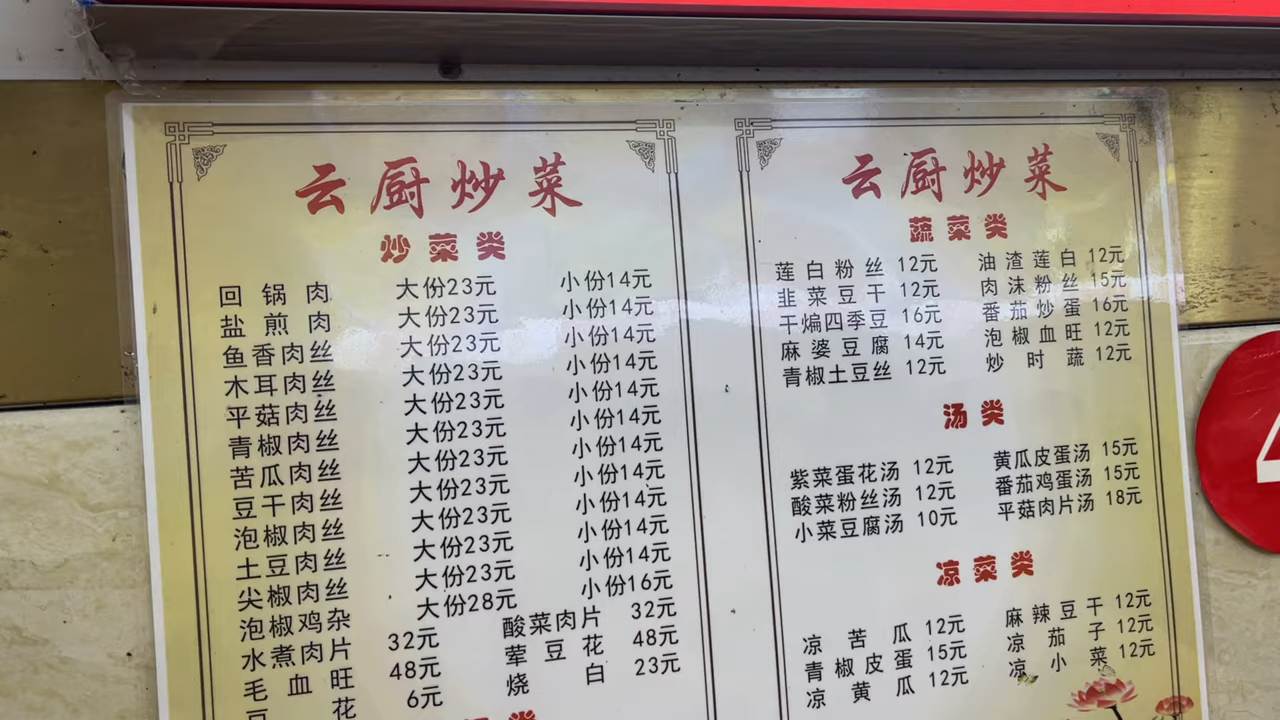 云厨炒菜
炒菜类
回锅肉 大份23元 小份14元
盐煎肉 大份23元 小份14元
鱼香肉丝 大份23元 小份14元
木耳肉丝 大份23元 小份14元
平菇肉丝 大份23元 小份14元
青椒肉丝 大份23元 小份14元
苦瓜肉丝 大份23元 小份14元
豆干肉丝 大份23元 小份14元
泡椒肉丝 大份23元 小份14元
土豆肉丝 大份23元 小份14元
尖椒肉丝 大份23元 小份14元
泡椒鸡杂 大份28元 小份16元
水煮肉片 32元 酸菜肉片 32元
毛血旺 48元 荤豆花 48元
豆花 6元 烧白 23元
类
云厨炒菜
蔬菜类
莲白粉丝 12元 油渣莲白 12元
韭菜豆干 12元 肉沫粉丝 15元
干煸四季豆 16元 番茄炒蛋 16元
麻婆豆腐 14元 泡椒血旺 12元
青椒土豆丝 12元 炒时蔬 12元
汤类
紫菜蛋花汤 12元 黄瓜皮蛋汤 15元
酸菜粉丝汤 12元 番茄鸡蛋汤 15元
小菜豆腐汤 10元 平菇肉片汤 18元
凉菜类
凉苦瓜 12元 麻辣豆干 12元
青椒皮蛋 15元 凉茄子 12元
凉黄瓜 12元 凉小菜 12元